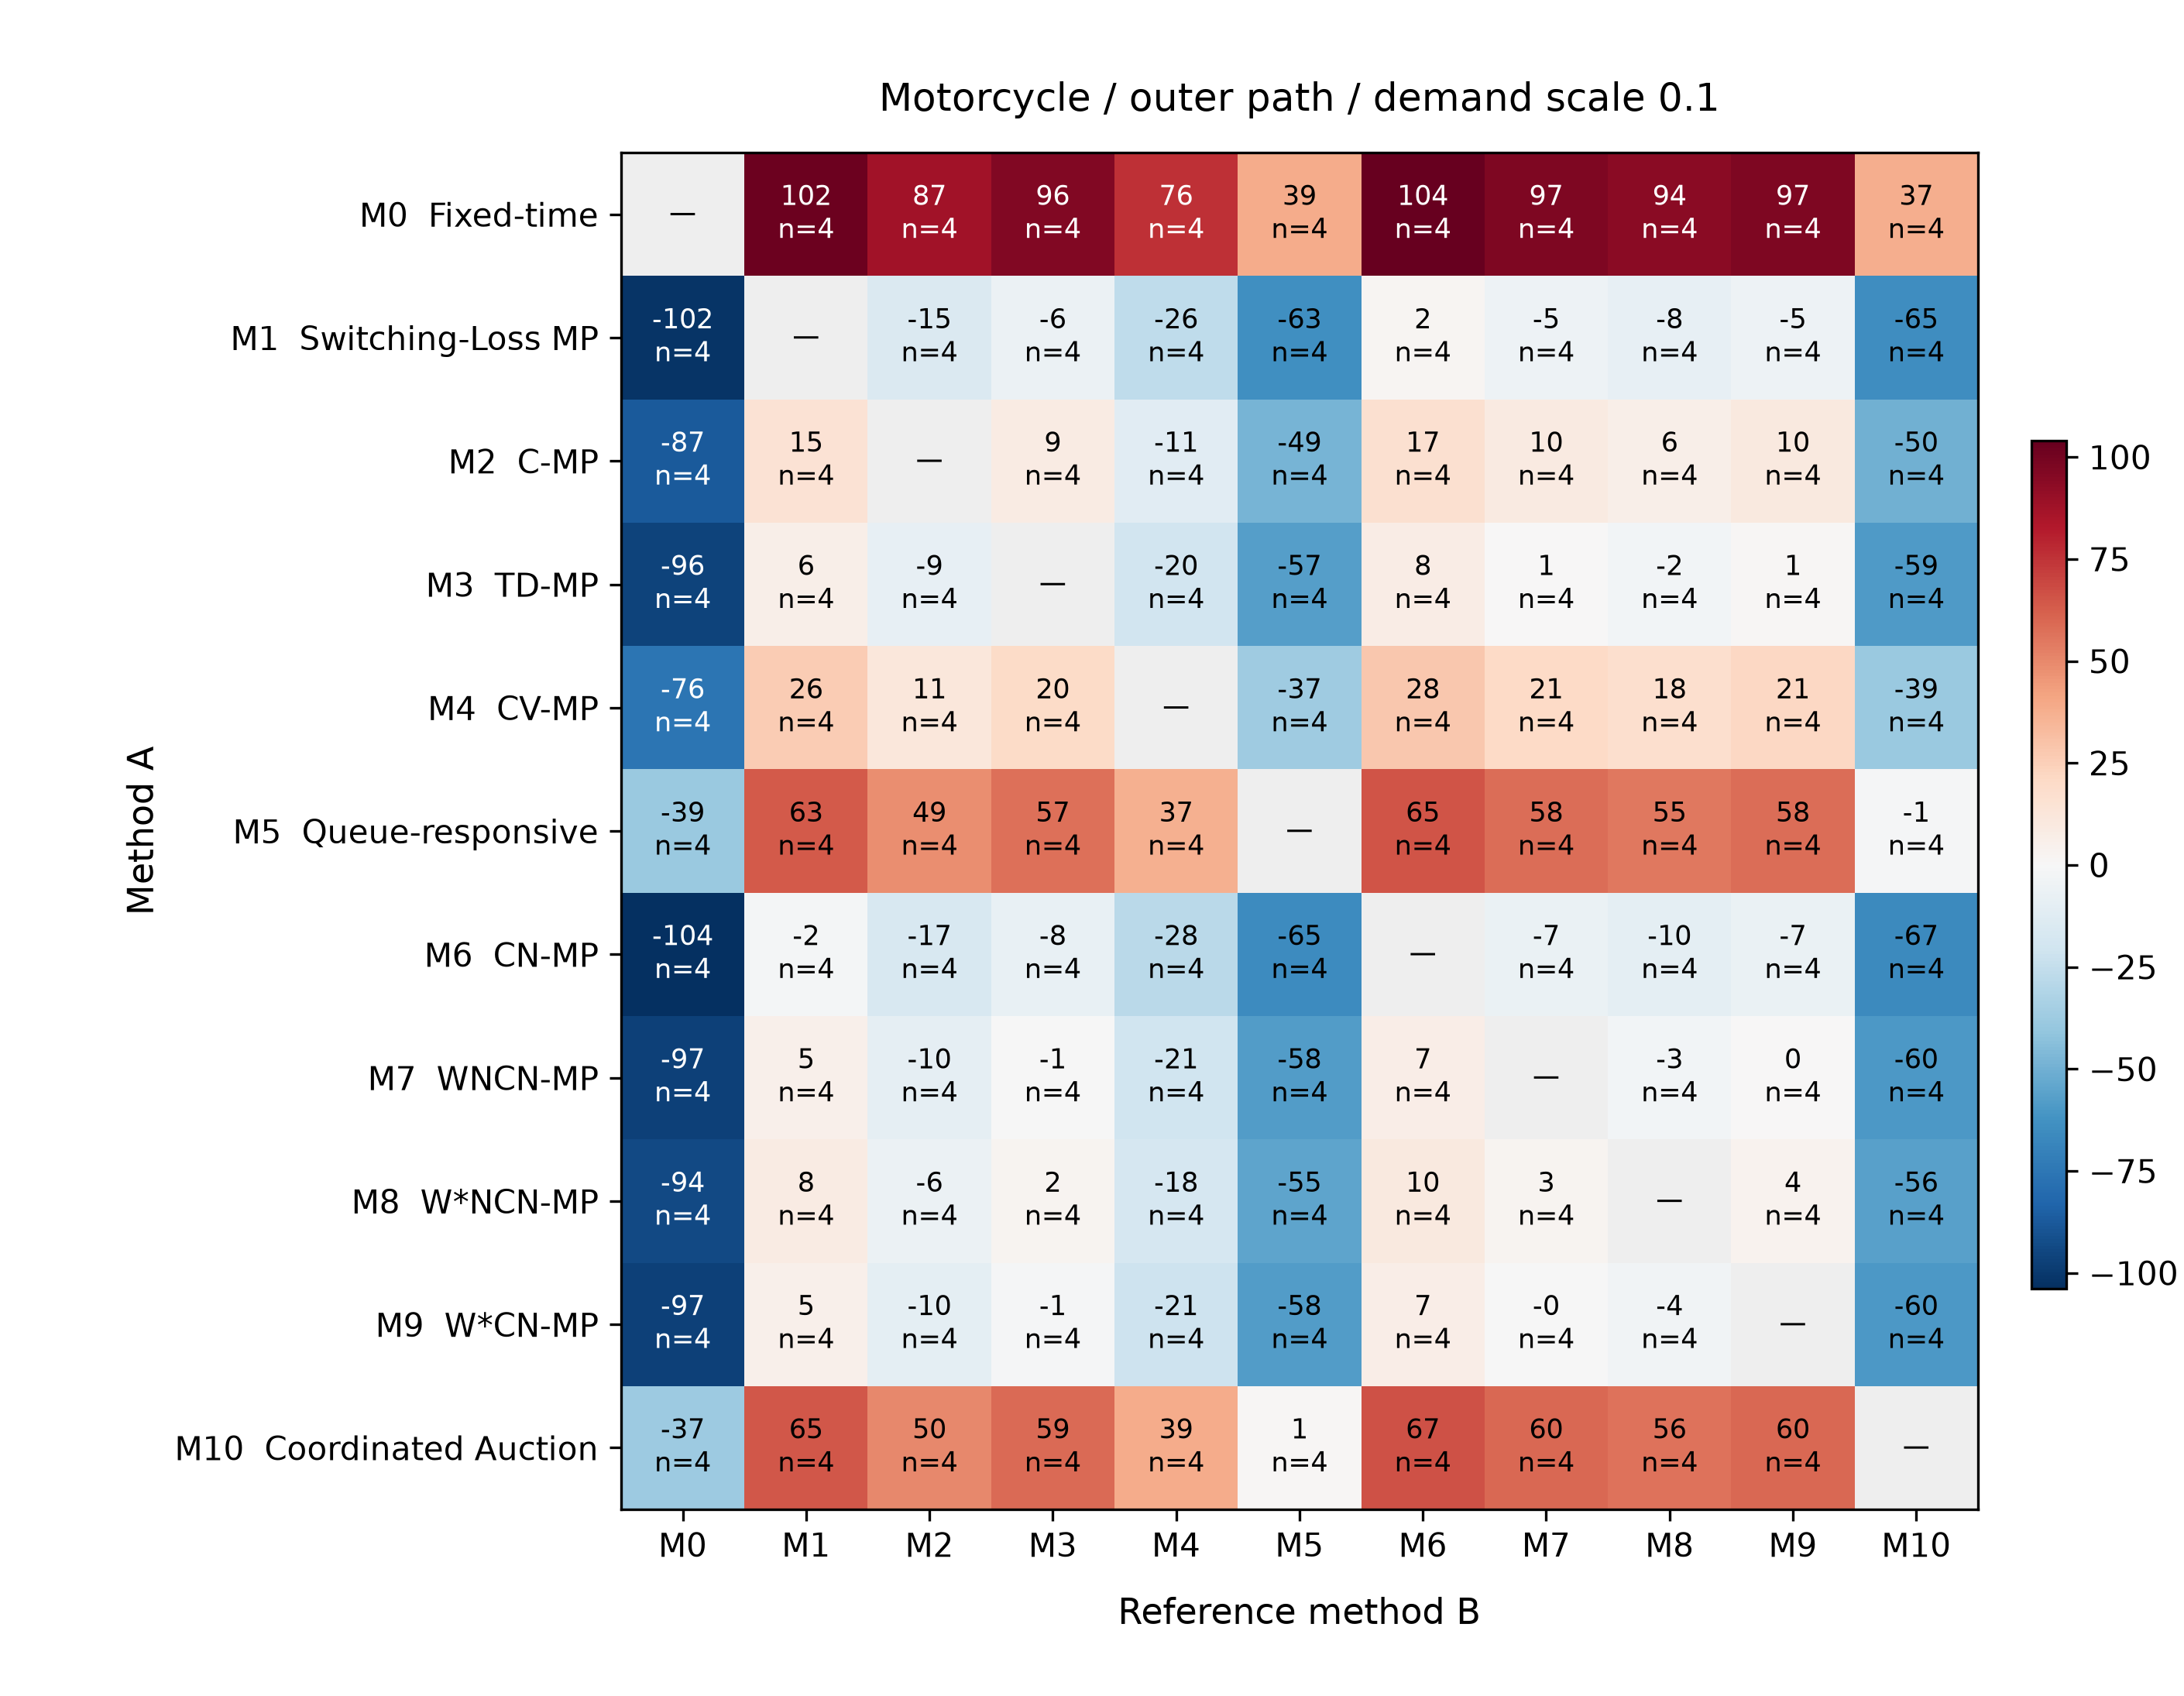 Motorcycle / outer path / demand scale 0.1
M0 Fixed-time — 102 87 96 76 39 104 97 94 97 37
n=4 n=4 n=4 n=4 n=4 n=4 n=4 n=4 n=4 n=4
M1 Switching-Loss MP -102 — -15 -6 -26 -63 2 -5 -8 -5 -65
n=4 n=4 n=4 n=4 n=4 n=4 n=4 n=4 n=4 n=4
M2 C-MP -87 15 — 9 -11 -49 17 10 6 10 -50
n=4 n=4 n=4 n=4 n=4 n=4 n=4 n=4 n=4 n=4
M3 TD-MP -96 6 -9 — -20 -57 8 1 -2 1 -59
n=4 n=4 n=4 n=4 n=4 n=4 n=4 n=4 n=4 n=4
M4 CV-MP -76 26 11 20 — -37 28 21 18 21 -39
n=4 n=4 n=4 n=4 n=4 n=4 n=4 n=4 n=4 n=4
M5 Queue-responsive -39 63 49 57 37 — 65 58 55 58 -1
n=4 n=4 n=4 n=4 n=4 n=4 n=4 n=4 n=4 n=4
M6 CN-MP -104 -2 -17 -8 -28 -65 — -7 -10 -7 -67
n=4 n=4 n=4 n=4 n=4 n=4 n=4 n=4 n=4 n=4
M7 WNCN-MP -97 5 -10 -1 -21 -58 7 — -3 0 -60
n=4 n=4 n=4 n=4 n=4 n=4 n=4 n=4 n=4 n=4
M8 W*NCN-MP -94 8 -6 2 -18 -55 10 3 — 4 -56
n=4 n=4 n=4 n=4 n=4 n=4 n=4 n=4 n=4 n=4
M9 W*CN-MP -97 5 -10 -1 -21 -58 7 -0 -4 — -60
n=4 n=4 n=4 n=4 n=4 n=4 n=4 n=4 n=4 n=4
M10 Coordinated Auction -37 65 50 59 39 1 67 60 56 60 —
n=4 n=4 n=4 n=4 n=4 n=4 n=4 n=4 n=4 n=4
M0 M1 M2 M3 M4 M5 M6 M7 M8 M9 M10
Reference method B
Method A
100
75
50
25
0
−25
−50
−75
−100